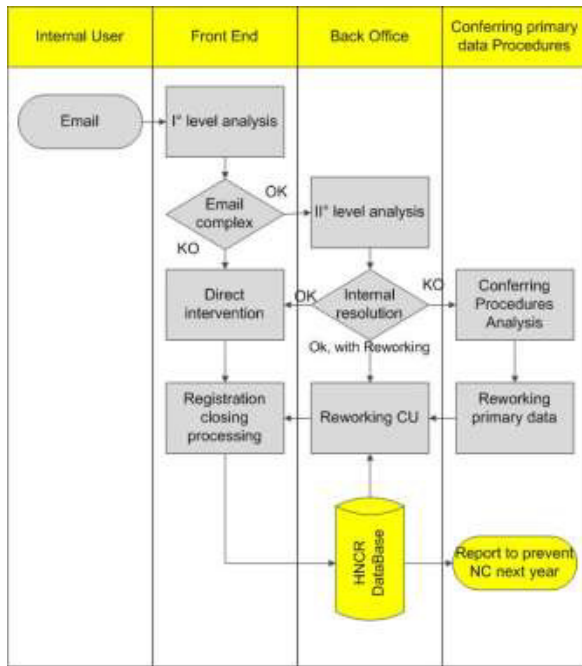 Internal User
Front End
Back Office
Conferring primary
data Procedures
Email
I° level analysis
Email
complex
OK
KO
II° level analysis
Direct
intervention
OK
Internal
resolution
KO
Ok, with Reworking
Conferring
Procedures
Analysis
Registration
closing
processing
Reworking CU
Reworking
primary data
HNCR
DataBase
Report to prevent
NC next year